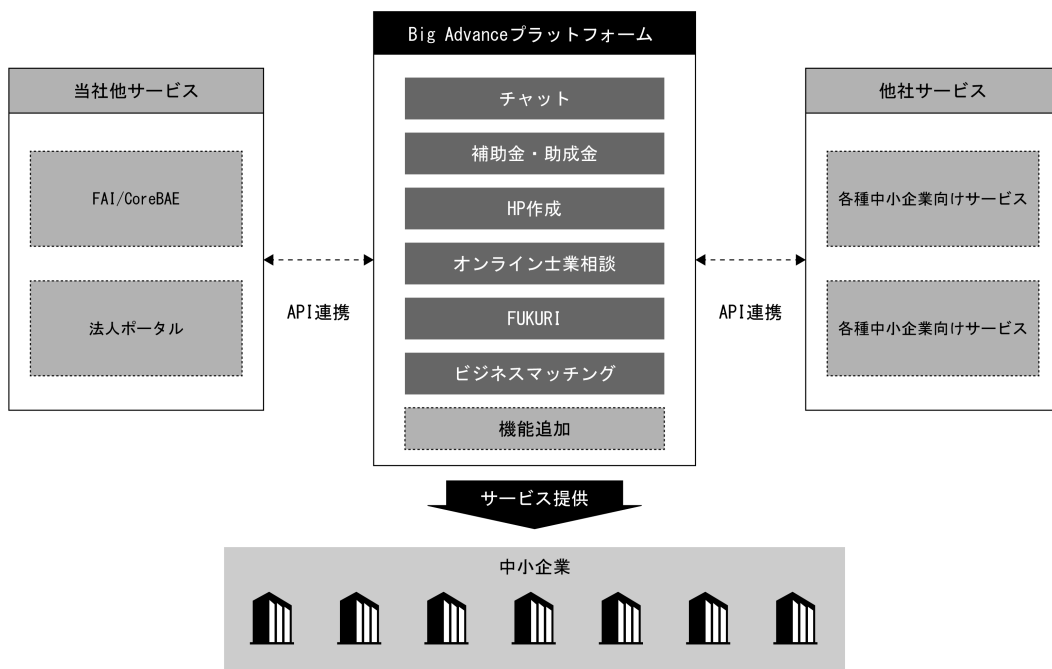 Big Advanceプラットフォーム
チャット
補助金・助成金
HP作成
オンライン士業相談
FUKURI
ビジネスマッチング
機能追加
当社他サービス
FAI/CoreBAE
法人ポータル
API連携
API連携
他社サービス
各種中小企業向けサービス
各種中小企業向けサービス
サービス提供
中小企業